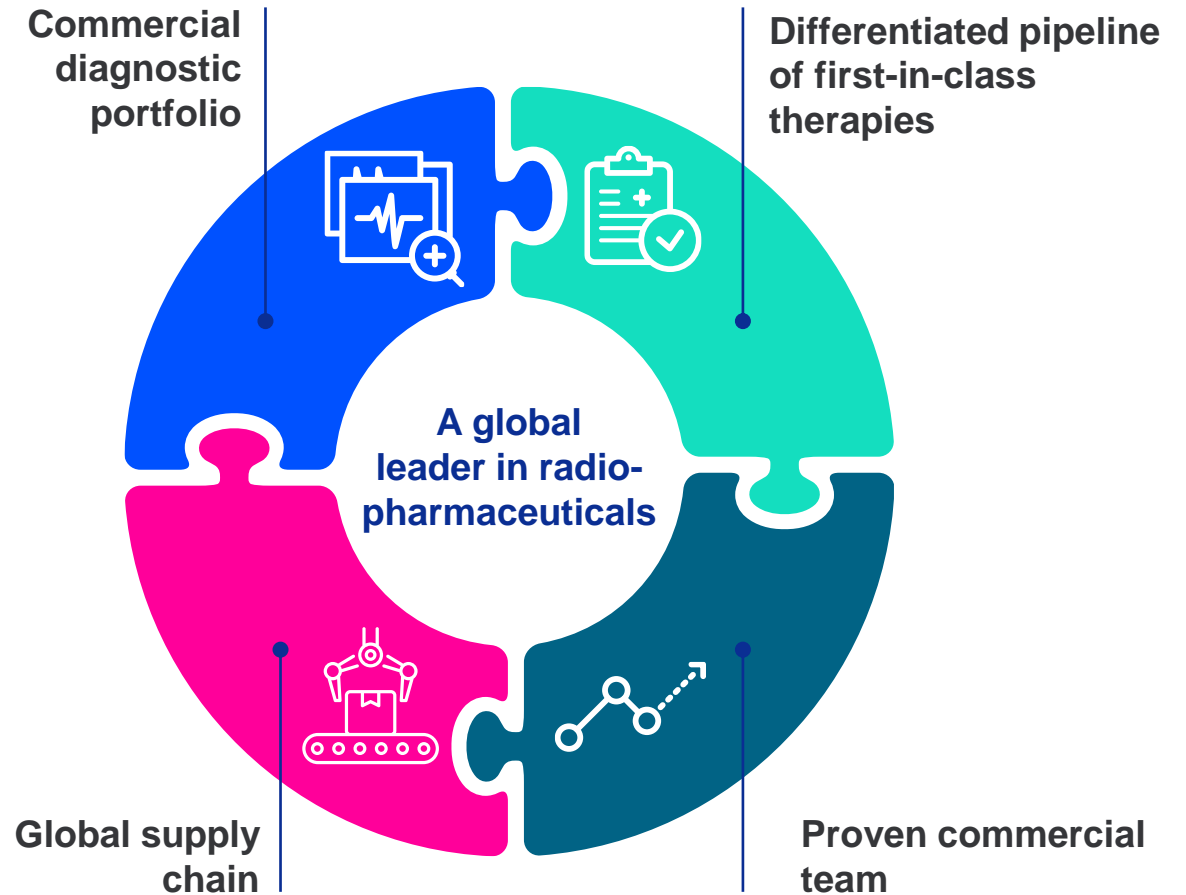 Commercial
diagnostic
portfolio
Differentiated pipeline
of first-in-class
therapies
A global
leader in radio-
pharmaceuticals
Global supply
chain
Proven commercial
team